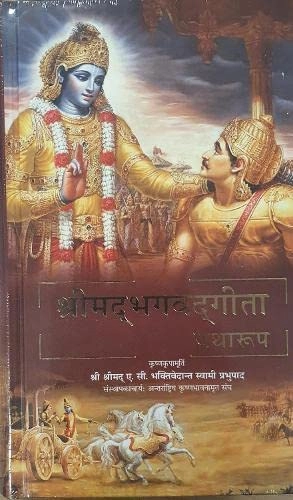 श्रीमद्‌भगवद्‌गीता
यथारूप
कृष्णकृपामूर्ति
श्री श्रीमद् ए. सी. भक्तिवेदान्त स्वामी प्रभुपाद
संस्थापकाचार्य: अन्तर्राष्ट्रिय कृष्णभावनामृत संघ